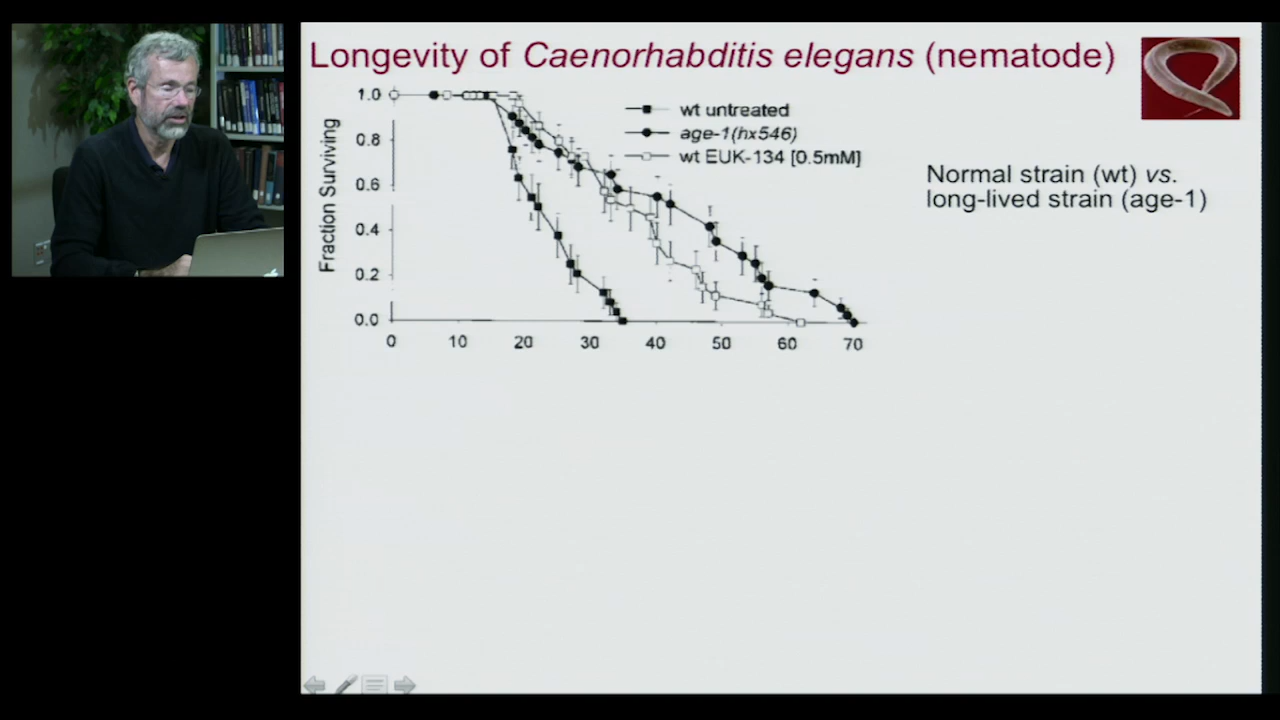 Longevity of Caenorhabditis elegans (nematode)
Fraction Surviving
1.0
0.8
0.6
0.4
0.2
0.0
0 10 20 30 40 50 60 70
wt untreated
age-1(hx546)
wt EUK-134 [0.5mM]
Normal strain (wt) vs.
long-lived strain (age-1)